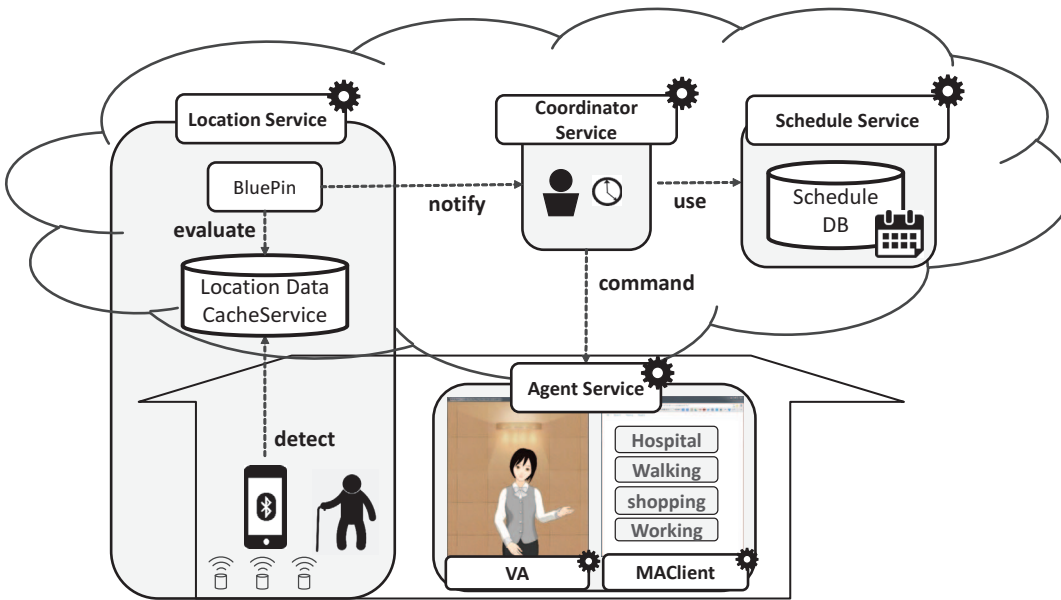 Location Service
Coordinator
Service
Schedule Service
BluePin
notify
use
Schedule
DB
evaluate
Location Data
CacheService
command
Agent Service
detect
Hospital
Walking
shopping
Working
VA
MAClient